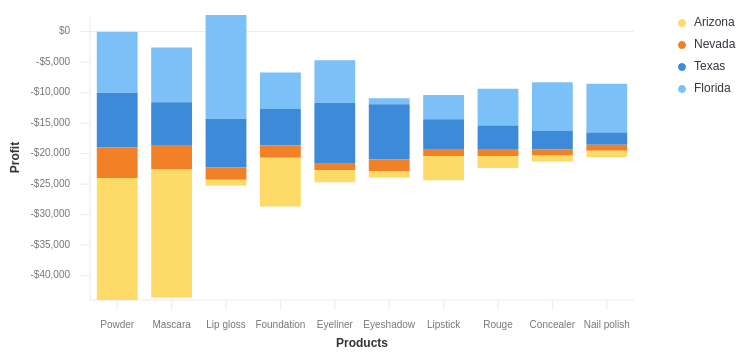 $0
-$5,000
-$10,000
-$15,000
-$20,000
-$25,000
-$30,000
-$35,000
-$40,000
Profit
Powder Mascara Lip gloss Foundation Eyeliner Eyeshadow Lipstick Rouge Concealer Nail polish
Products
Arizona
Nevada
Texas
Florida